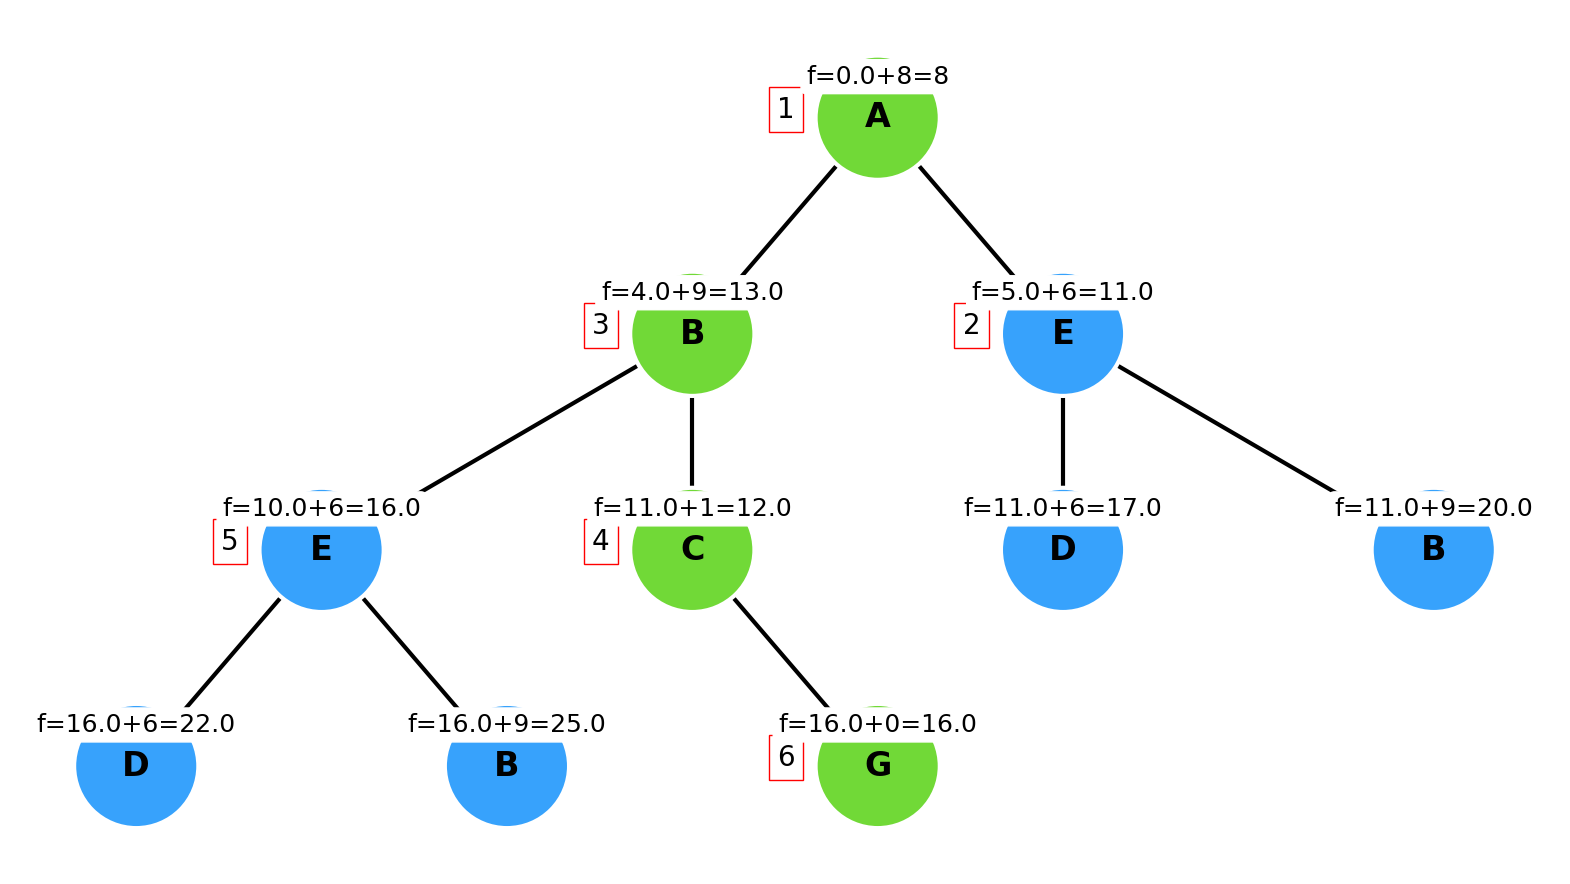 f=0.0+8=8
1
A
f=4.0+9=13.0
3
B
f=5.0+6=11.0
2
E
f=10.0+6=16.0
5
E
f=11.0+1=12.0
4
C
f=11.0+6=17.0
D
f=11.0+9=20.0
B
f=16.0+6=22.0
D
f=16.0+9=25.0
B
f=16.0+0=16.0
6
G